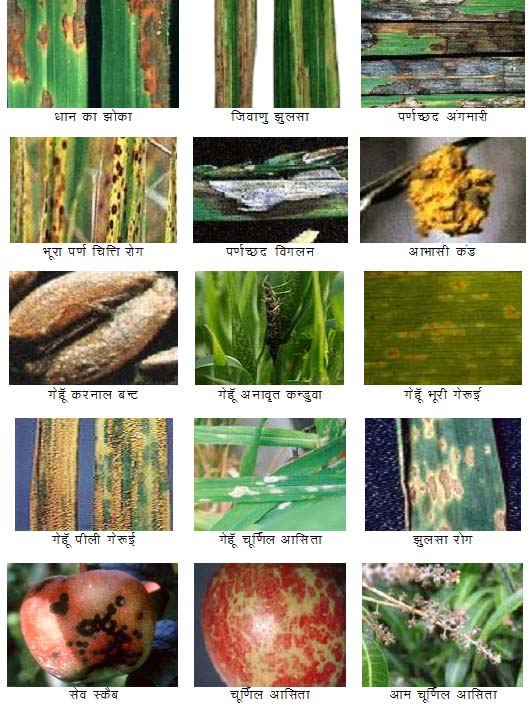 धान का झोंका
जिवाणु झुलसा
पर्णच्छद अंगमारी
भूरा पर्ण चित्ति रोग
पर्णच्छद विगलन
आभासी कंड
गेहूॅ करनाल बन्ट
गेहूॅ अनावृत कन्डुवा
गेहूॅ भूरी गेरूई
गेहूॅ पीली गेरूई
गेहूॅ चूर्णिल आसिता
झुलसा रोग
सेव स्कैब
चूर्णिल आसिता
आम चूर्णिल आसिता